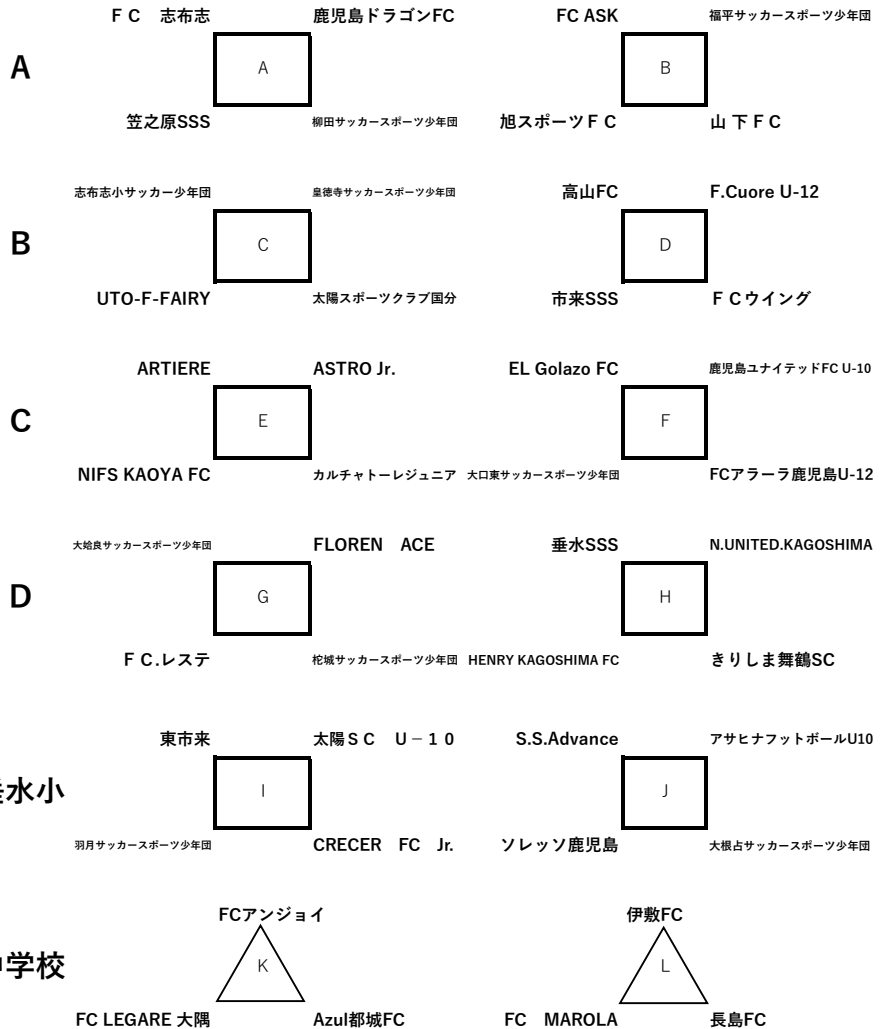 ＦＣ　志布志 鹿児島ドラゴンFC FC ASK 福平サッカースポーツ少年団
A A B
笠之原SSS 柳田サッカースポーツ少年団 旭スポーツＦＣ 山下ＦＣ
志布志小サッカー少年団 皇徳寺サッカースポーツ少年団 高山FC F.Cuore U-12
B C D
UTO-F-FAIRY 太陽スポーツクラブ国分 市来SSS ＦＣウイング
ARTIERE ASTRO Jr. EL Golazo FC 鹿児島ユナイテッドFC U-10
C E F
NIFS KAOYA FC カルチャトーレジュニア 大口東サッカースポーツ少年団 FCアラーラ鹿児島U-12
大姶良サッカースポーツ少年団 FLOREN　ACE 垂水SSS N.UNITED.KAGOSHIMA
D G H
ＦＣ.レステ 柁城サッカースポーツ少年団 HENRY KAGOSHIMA FC きりしま舞鶴SC
東市来 太陽ＳＣ　Ｕ－１０ S.S.Advance アサヒナフットボールU10
水小 I J
羽月サッカースポーツ少年団 CRECER　FC　Jr. ソレッソ鹿児島 大根占サッカースポーツ少年団
FCアンジョイ 伊敷FC
学校 K L
FC LEGARE 大隅 Azul都城FC FC　MAROLA 長島FC